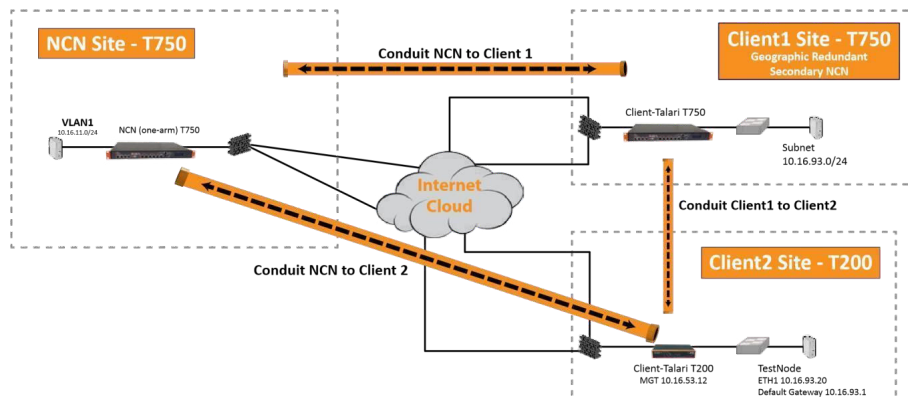 NCN Site - T750
Conduit NCN to Client 1
Client1 Site - T750
Geographic Redundant
Secondary NCN
VLAN1
10.16.11.0/24
NCN (one-arm) T750
Client-Talari T750
Subnet
10.16.93.0/24
Internet
Cloud
Conduit Client1 to Client2
Conduit NCN to Client 2
Client2 Site - T200
Client-Talari T200
MGT 10.16.53.12
TestNode
ETH1 10.16.93.20
Default Gateway 10.16.93.1